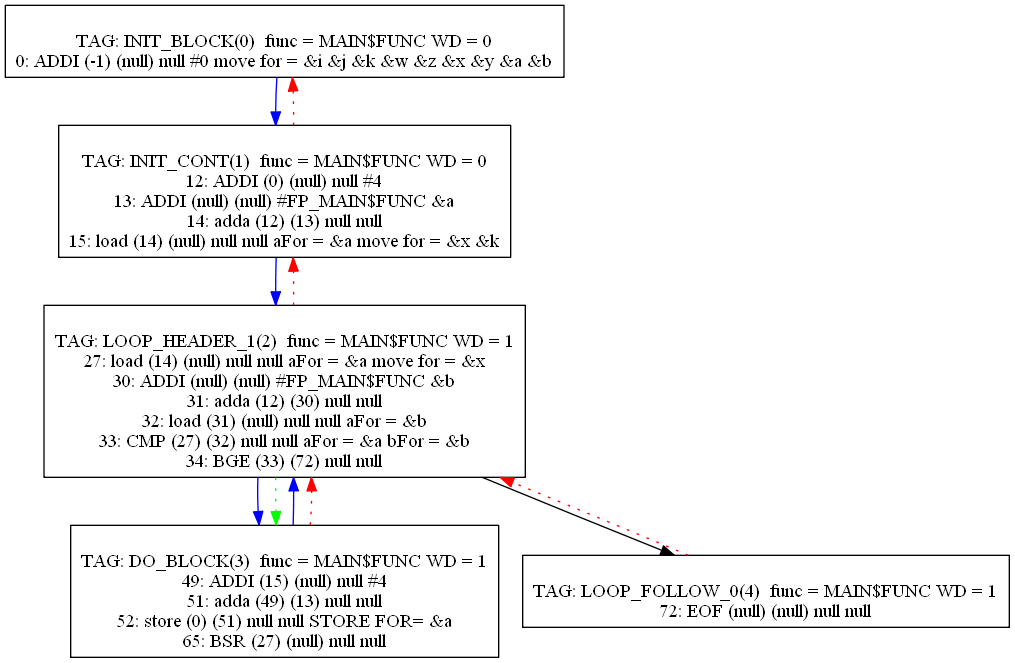 TAG: INIT_BLOCK(0)  func = MAIN$FUNC WD = 0
0: ADDI (-1) (null) null #0 move for = &i &j &k &w &z &x &y &a &b
TAG: INIT_CONT(1)  func = MAIN$FUNC WD = 0
12: ADDI (0) (null) null #4
13: ADDI (null) (null) #FP_MAIN$FUNC &a
14: adda (12) (13) null null
15: load (14) (null) null null aFor = &a move for = &x &k
TAG: LOOP_HEADER_1(2)  func = MAIN$FUNC WD = 1
27: load (14) (null) null null aFor = &a move for = &x
30: ADDI (null) (null) #FP_MAIN$FUNC &b
31: adda (12) (30) null null
32: load (31) (null) null null aFor = &b
33: CMP (27) (32) null null aFor = &a bFor = &b
34: BGE (33) (72) null null
TAG: DO_BLOCK(3)  func = MAIN$FUNC WD = 1
49: ADDI (15) (null) null #4
51: adda (49) (13) null null
52: store (0) (51) null null STORE FOR= &a
65: BSR (27) (null) null null
TAG: LOOP_FOLLOW_0(4)  func = MAIN$FUNC WD = 1
72: EOF (null) (null) null null